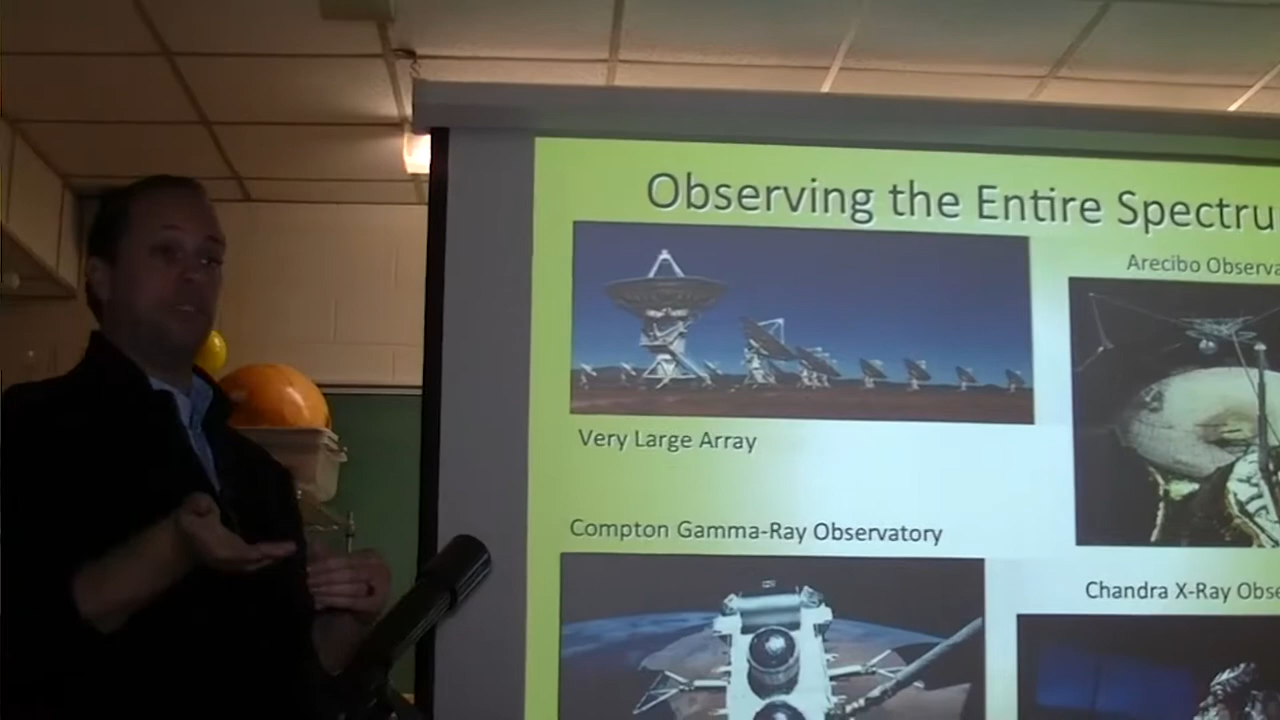 Observing the Entire Spectru
Arecibo Observa
Very Large Array
Compton Gamma-Ray Observatory
Chandra X-Ray Obse